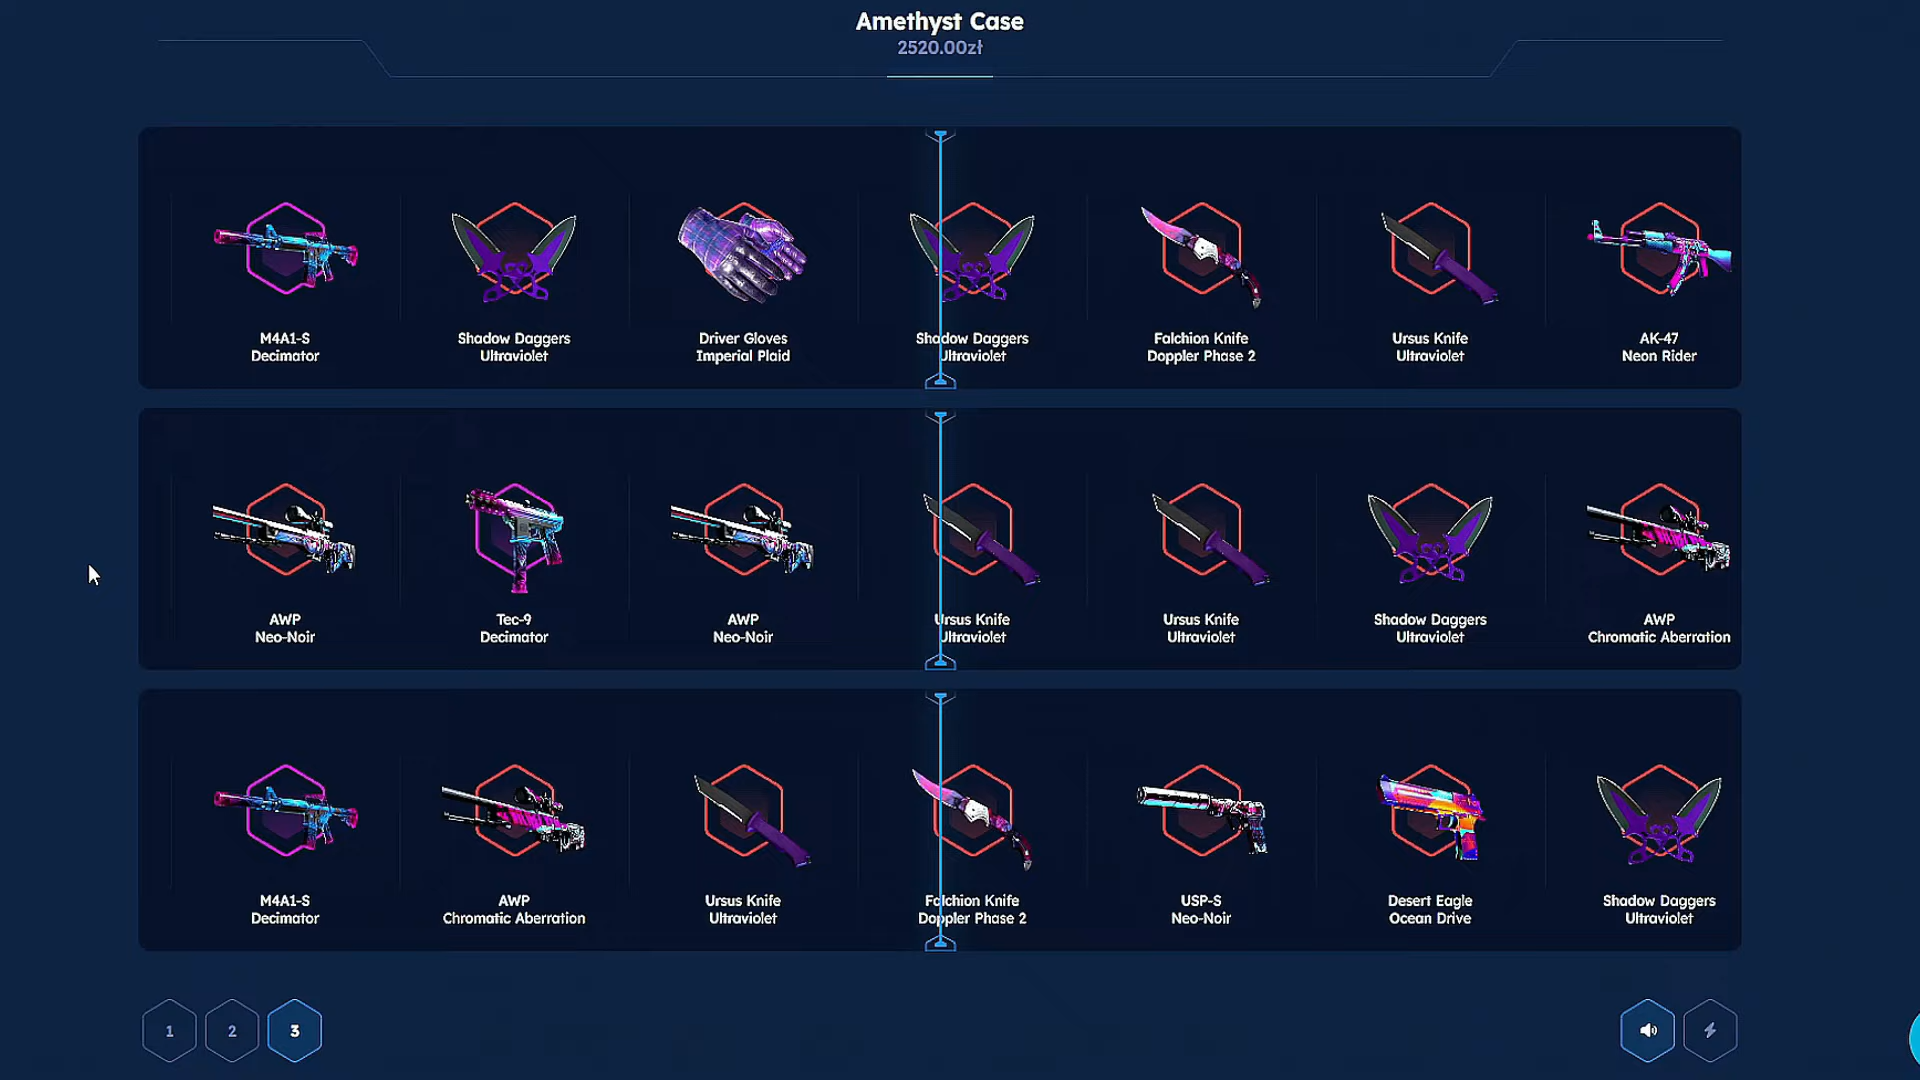 Amethyst Case
2520.00zł
M4A1-S
Decimator
Shadow Daggers
Ultraviolet
Driver Gloves
Imperial Plaid
Shadow Daggers
Ultraviolet
Falchion Knife
Doppler Phase 2
Ursus Knife
Ultraviolet
AK-47
Neon Rider
AWP
Neo-Noir
Tec-9
Decimator
AWP
Neo-Noir
Ursus Knife
Ultraviolet
Ursus Knife
Ultraviolet
Shadow Daggers
Ultraviolet
AWP
Chromatic Aberration
M4A1-S
Decimator
AWP
Chromatic Aberration
Ursus Knife
Ultraviolet
Falchion Knife
Doppler Phase 2
USP-S
Neo-Noir
Desert Eagle
Ocean Drive
Shadow Daggers
Ultraviolet
1 2 3